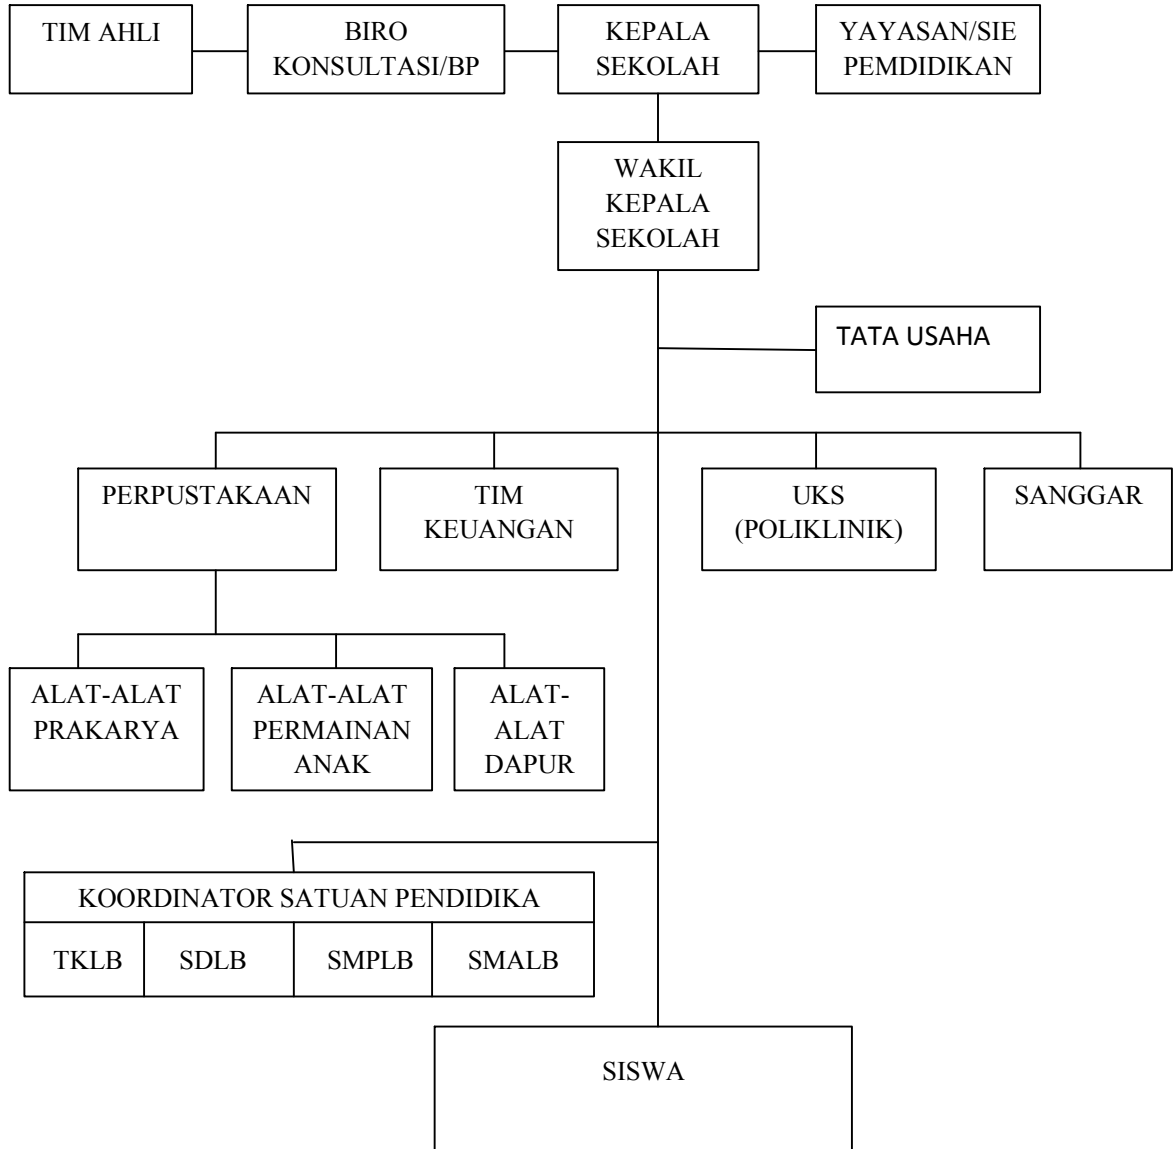 TIM AHLI
BIRO
KONSULTASI/BP
KEPALA
SEKOLAH
YAYASAN/SIE
PEMDIDIKAN
WAKIL
KEPALA
SEKOLAH
TATA USAHA
PERPUSTAKAAN
TIM
KEUANGAN
UKS
(POLIKLINIK)
SANGGAR
ALAT-ALAT
PRAKARYA
ALAT-ALAT
PERMAINAN
ANAK
ALAT-
ALAT
DAPUR
KOORDINATOR SATUAN PENDIDIKA
TKLB
SDLB
SMPLB
SMALB
SISWA